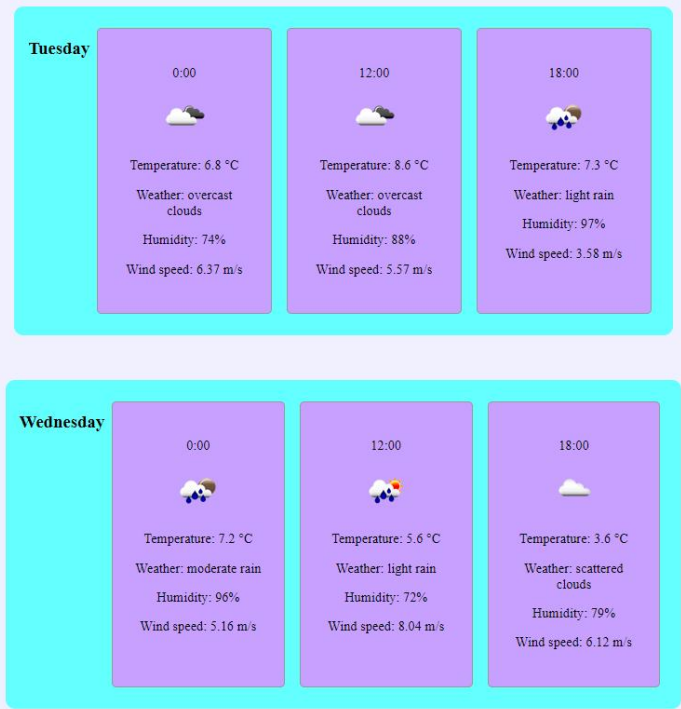 Tuesday
0:00
Temperature: 6.8 °C
Weather: overcast
clouds
Humidity: 74%
Wind speed: 6.37 m/s
12:00
Temperature: 8.6 °C
Weather: overcast
clouds
Humidity: 88%
Wind speed: 5.57 m/s
18:00
Temperature: 7.3 °C
Weather: light rain
Humidity: 97%
Wind speed: 3.58 m/s
Wednesday
0:00
Temperature: 7.2 °C
Weather: moderate rain
Humidity: 96%
Wind speed: 5.16 m/s
12:00
Temperature: 5.6 °C
Weather: light rain
Humidity: 72%
Wind speed: 8.04 m/s
18:00
Temperature: 3.6 °C
Weather: scattered
clouds
Humidity: 79%
Wind speed: 6.12 m/s